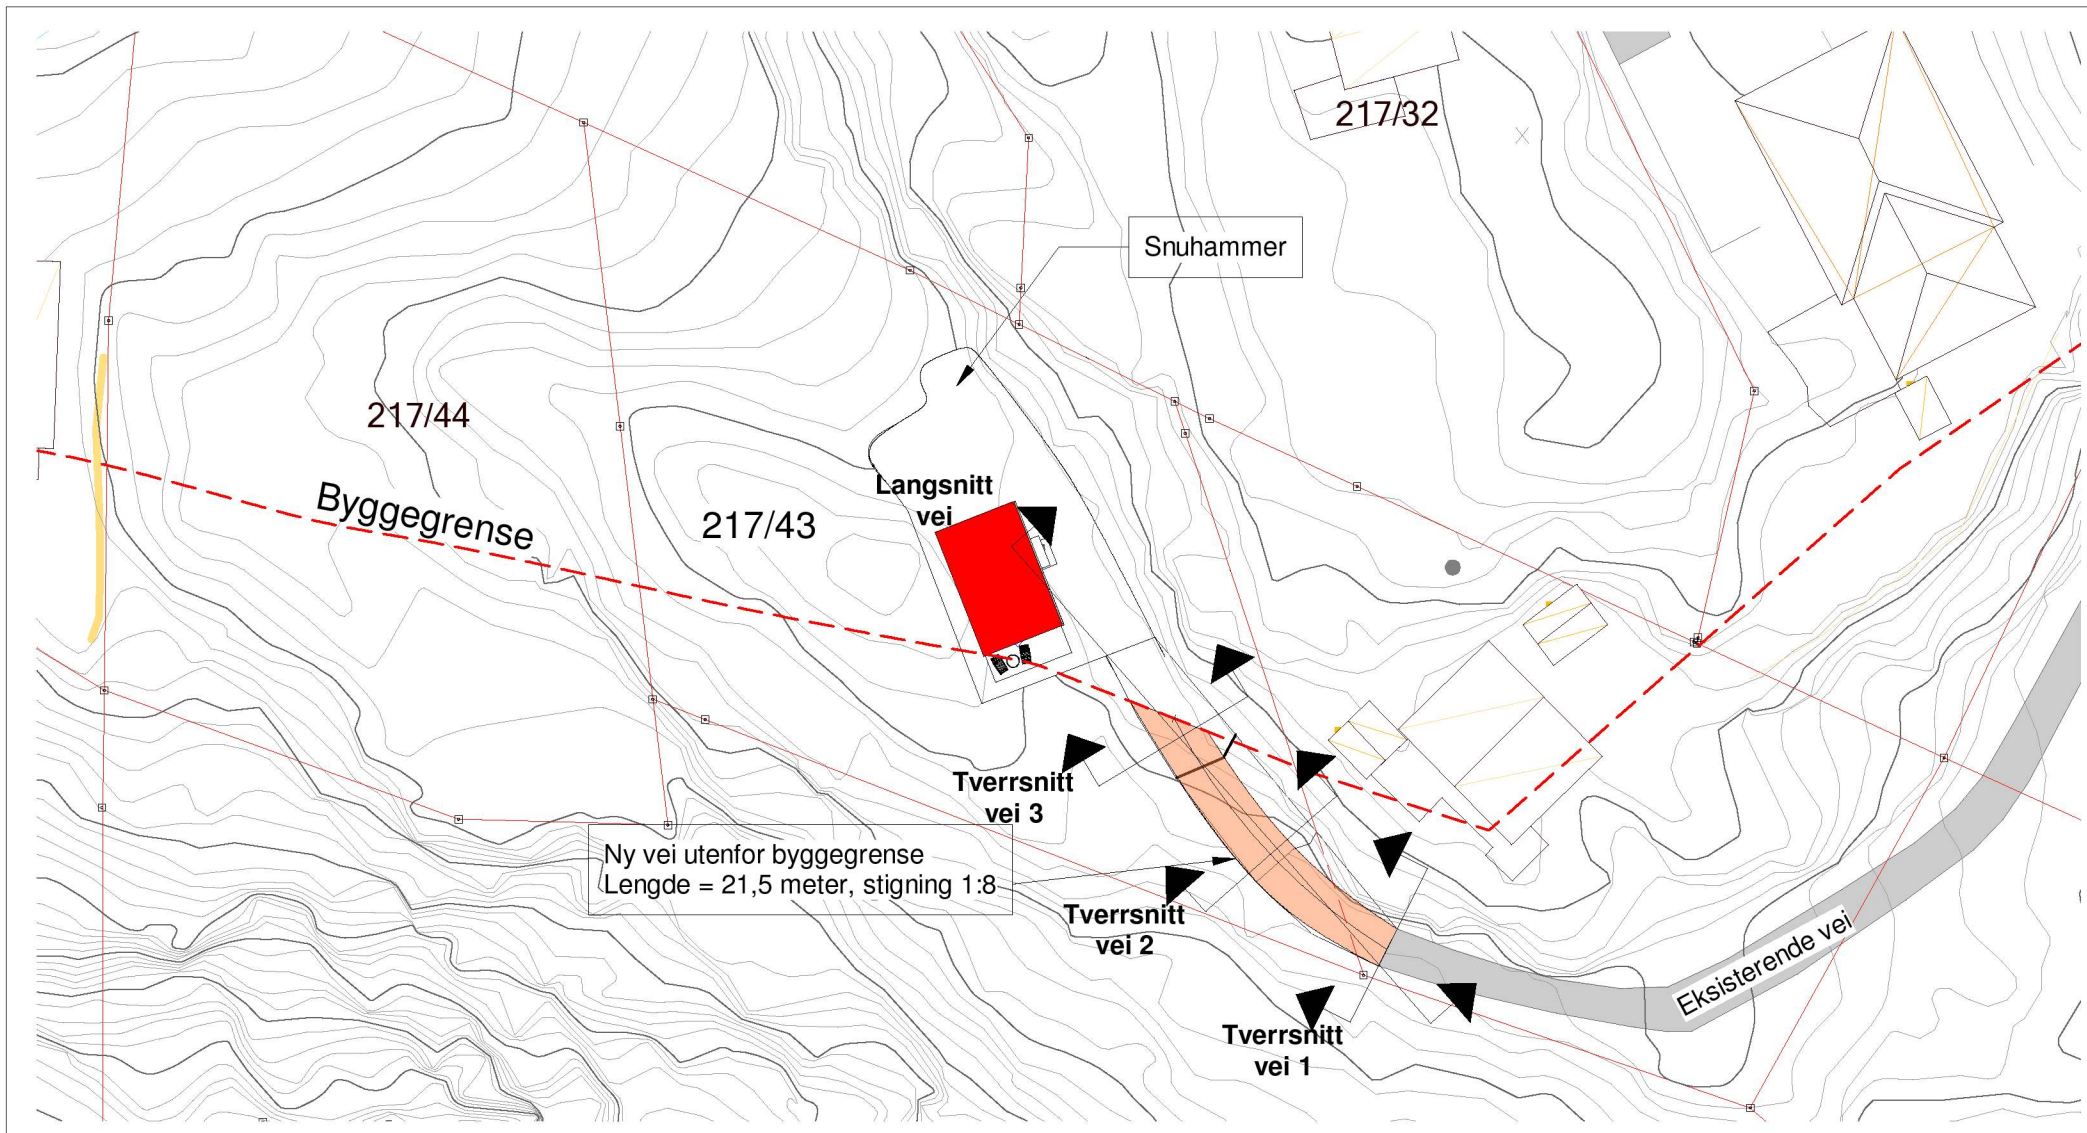 217/32
Snuhammer
217/44
Langsnitt
vei
Byggegrense
217/43
Tverrsnitt
vei 3
Ny vei utenfor byggegrense
Lengde = 21,5 meter, stigning 1:8
Tverrsnitt
vei 2
Eksisterende vei
Tverrsnitt
vei 1